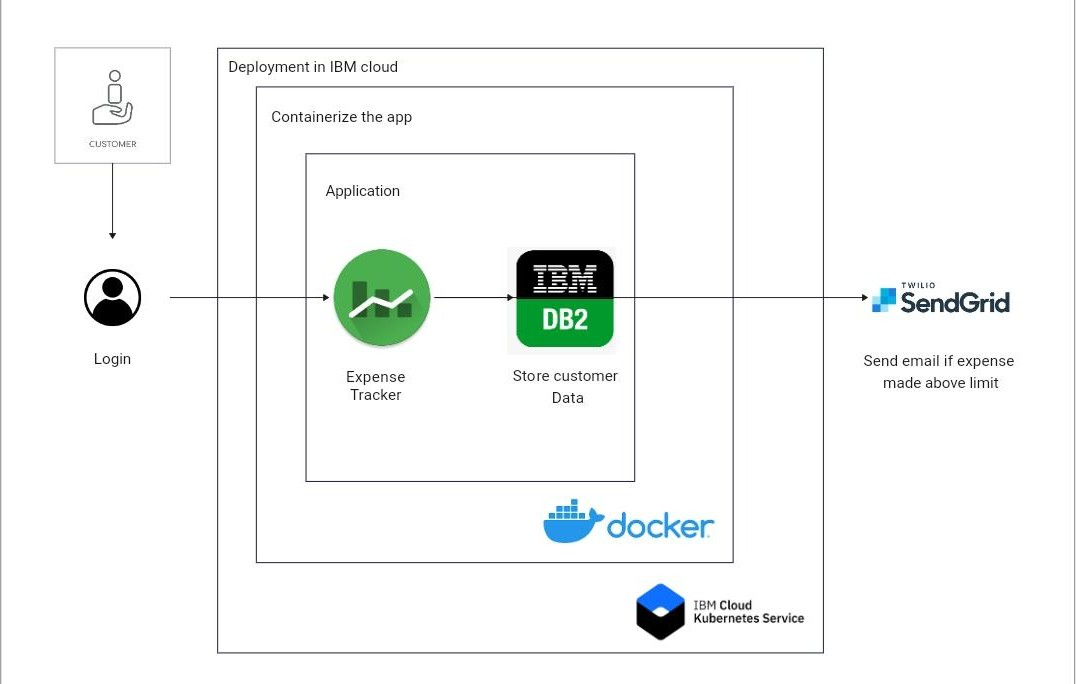 Deployment in IBM cloud
Containerize the app
CUSTOMER
Application
IBM
DB2
TWILIO
SendGrid
Login
Expense
Tracker
Store customer
Data
Send email if expense
made above limit
docker
IBM Cloud
Kubernetes Service